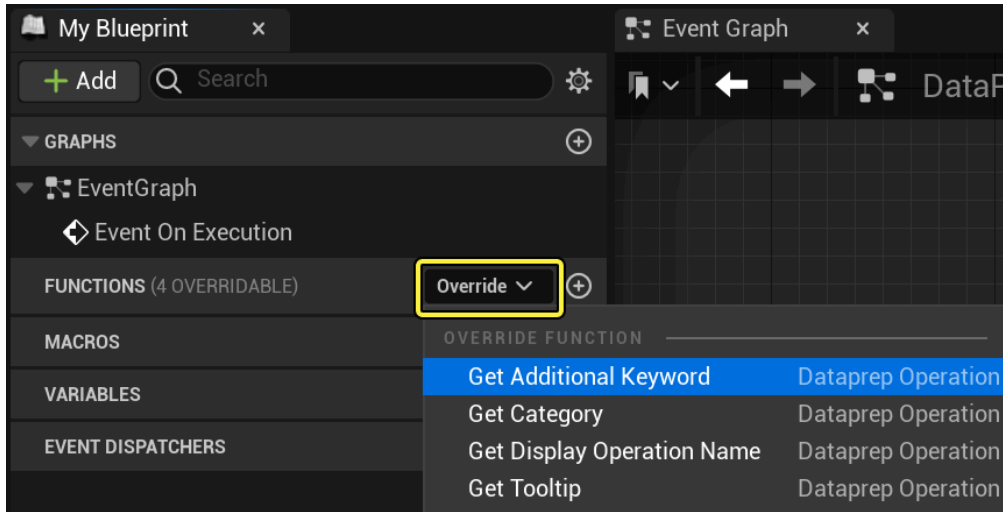 My Blueprint
Event Graph
Add
Search
GRAPHS
EventGraph
Event On Execution
FUNCTIONS (4 OVERRIDABLE)
Override
MACROS
VARIABLES
EVENT DISPATCHERS
OVERRIDE FUNCTION
Get Additional Keyword Dataprep Operation
Get Category Dataprep Operation
Get Display Operation Name Dataprep Operation
Get Tooltip Dataprep Operation